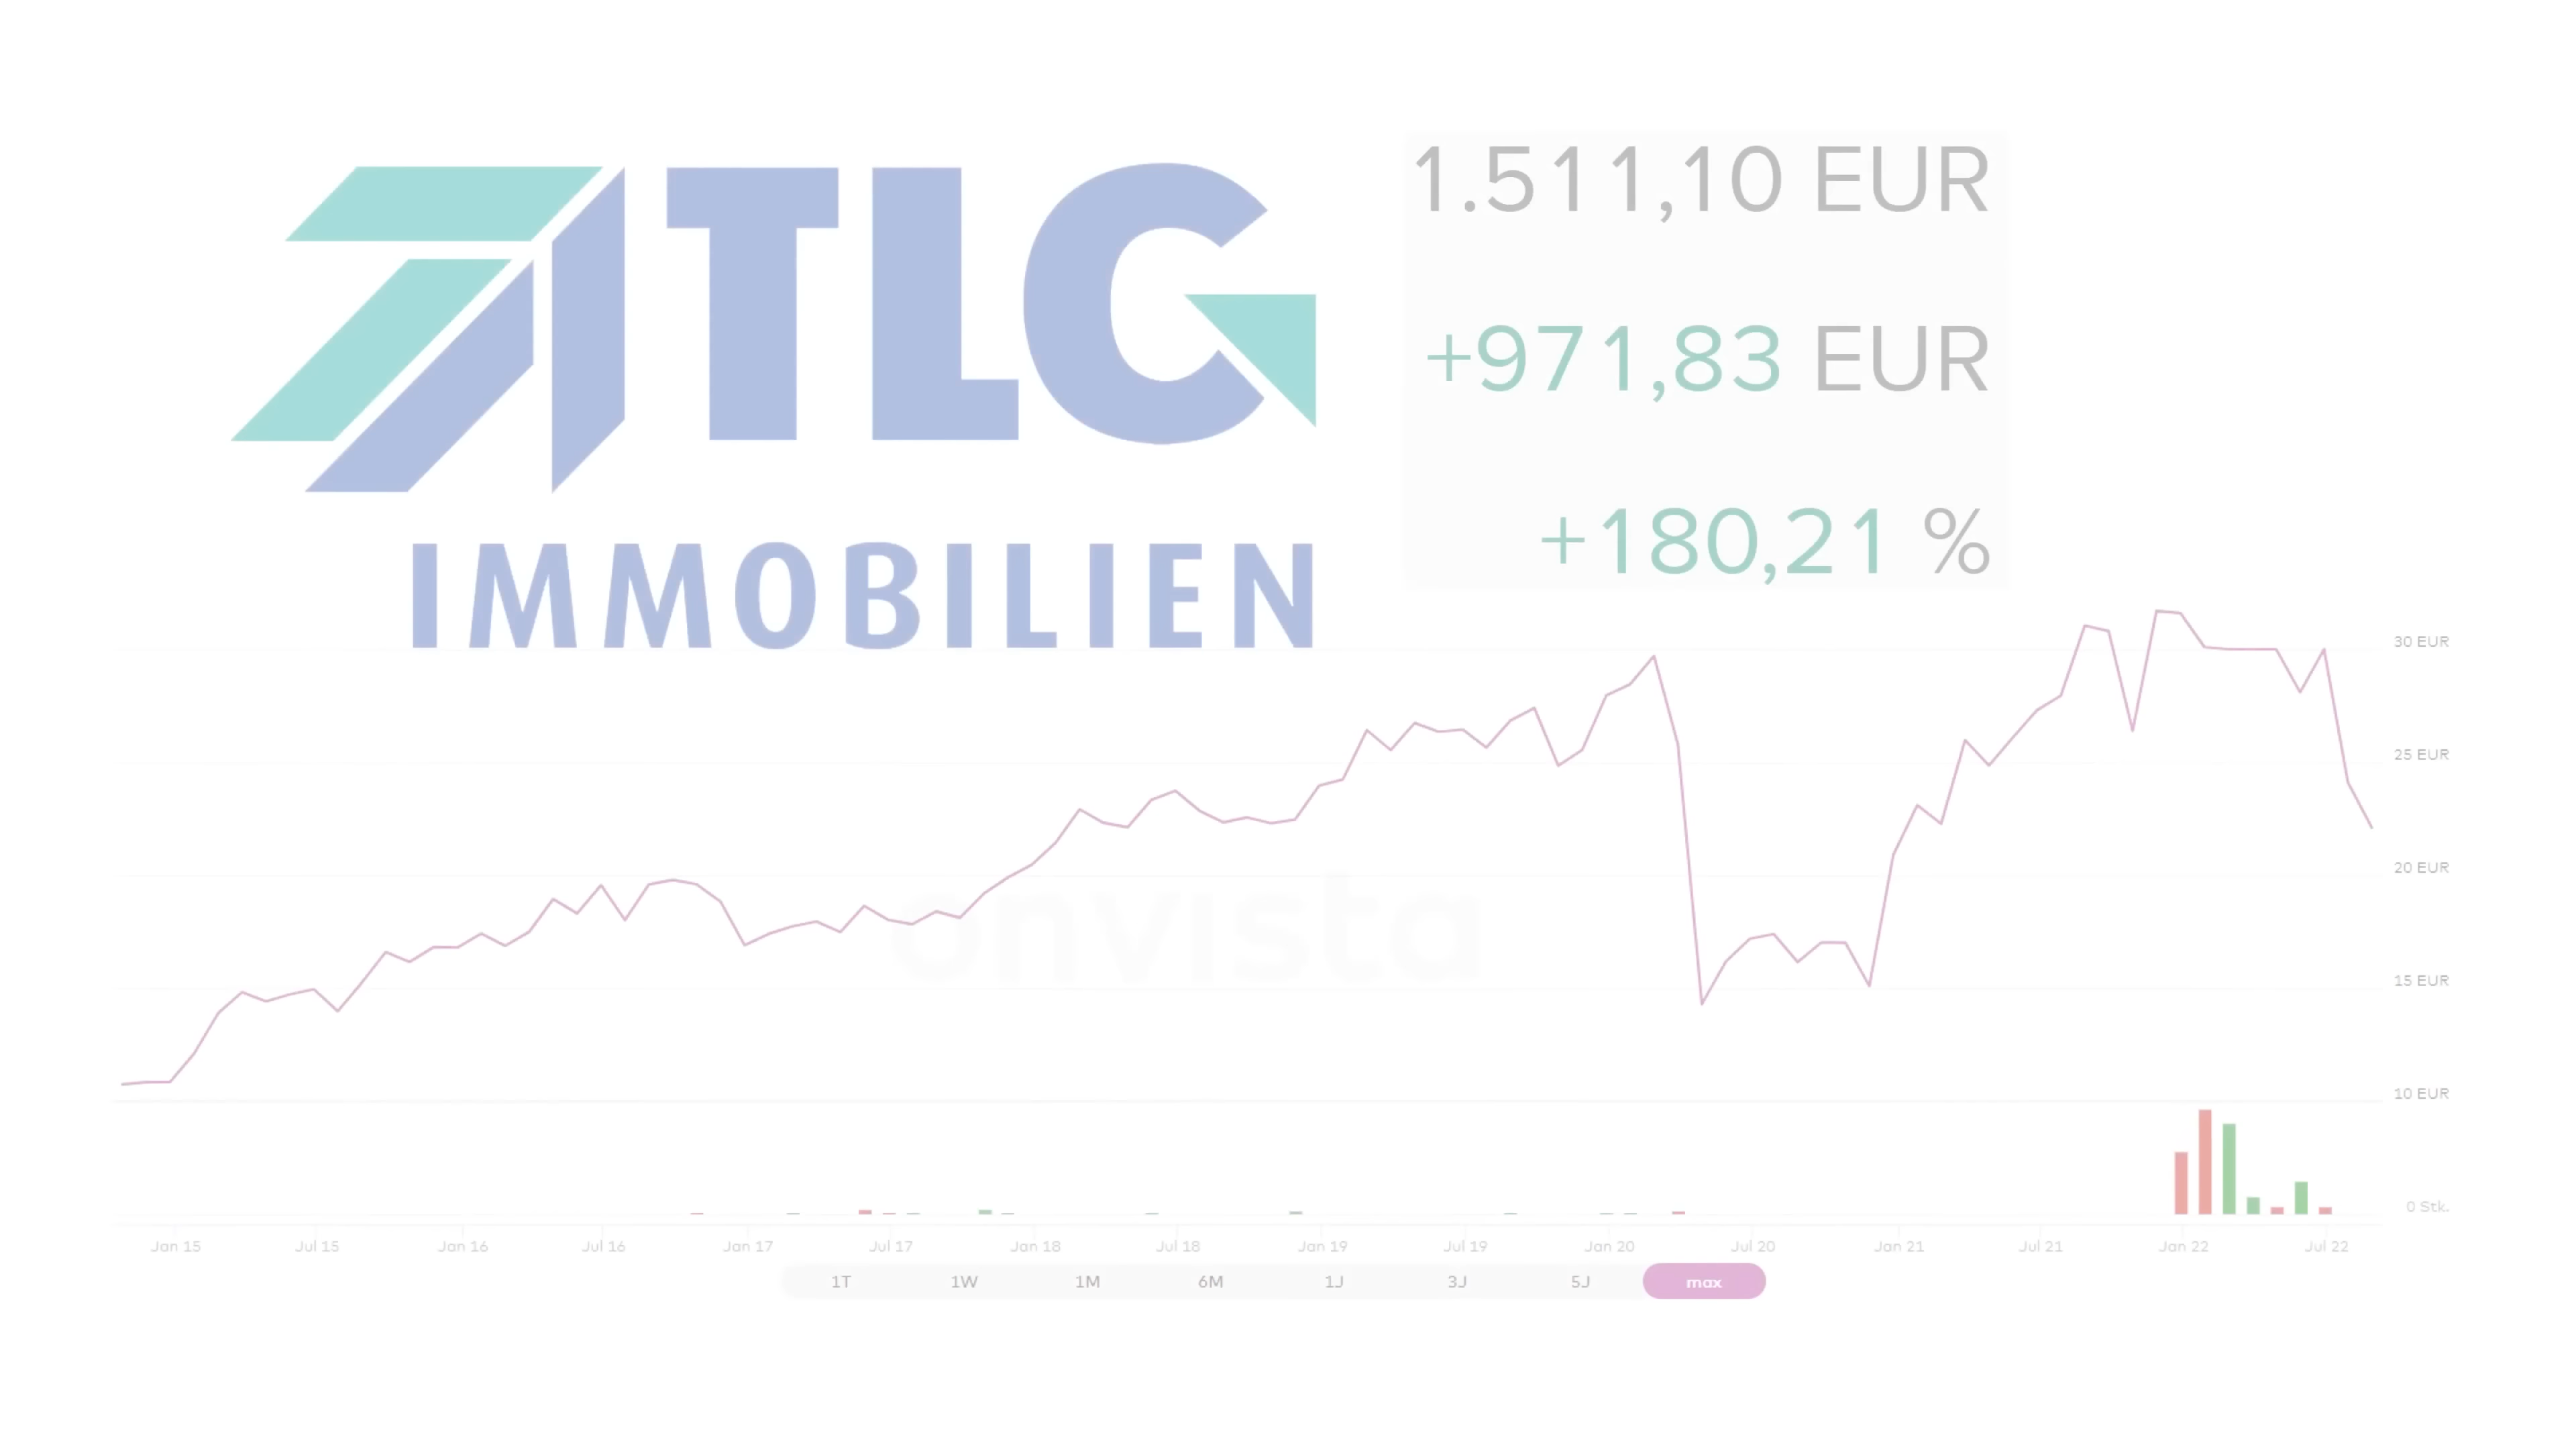 TLG
IMMOBILIEN
1.511,10 EUR
+971,83 EUR
+180,21 %
30 EUR
25 EUR
20 EUR
onvista
15 EUR
10 EUR
0 Stk.
Jan 15 Jul 15 Jan 16 Jul 16 Jan 17 Jul 17 Jan 18 Jul 18 Jan 19 Jul 19 Jan 20 Jul 20 Jan 21 Jul 21 Jan 22 Jul 22
1T 1W 1M 6M 1J 3J 5J max